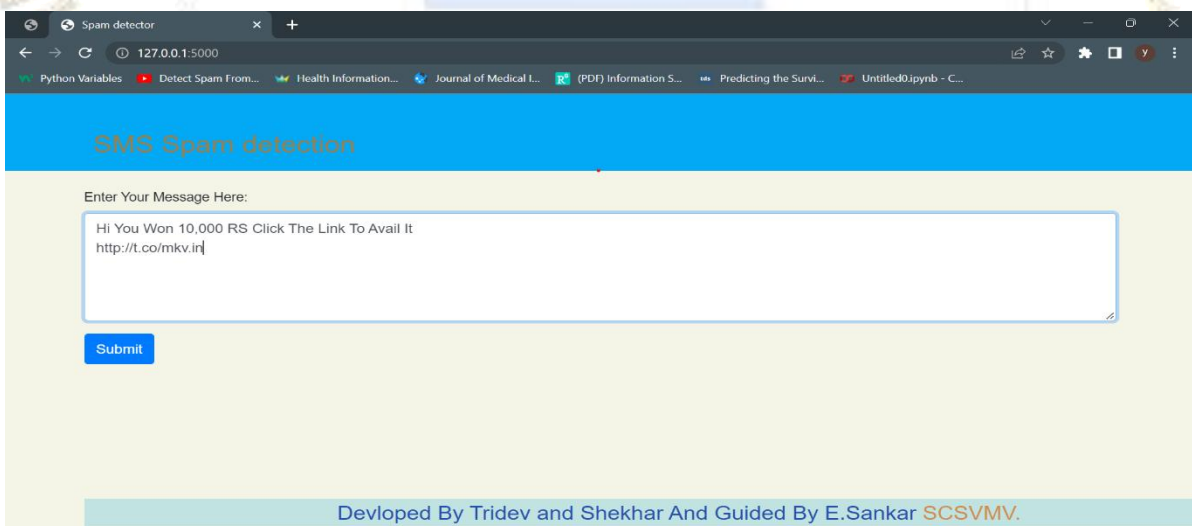 Spam detector
127.0.0.1:5000
Python Variables Detect Spam From... Health Information... Journal of Medical I... (PDF) Information S... Predicting the Survi... Untitled0.ipynb - C...
SMS Spam detection
Enter Your Message Here:
Hi You Won 10,000 RS Click The Link To Avail It
http://t.co/mkv.in
Submit
Devloped By Tridev and Shekhar And Guided By E.Sankar SCSVMV.